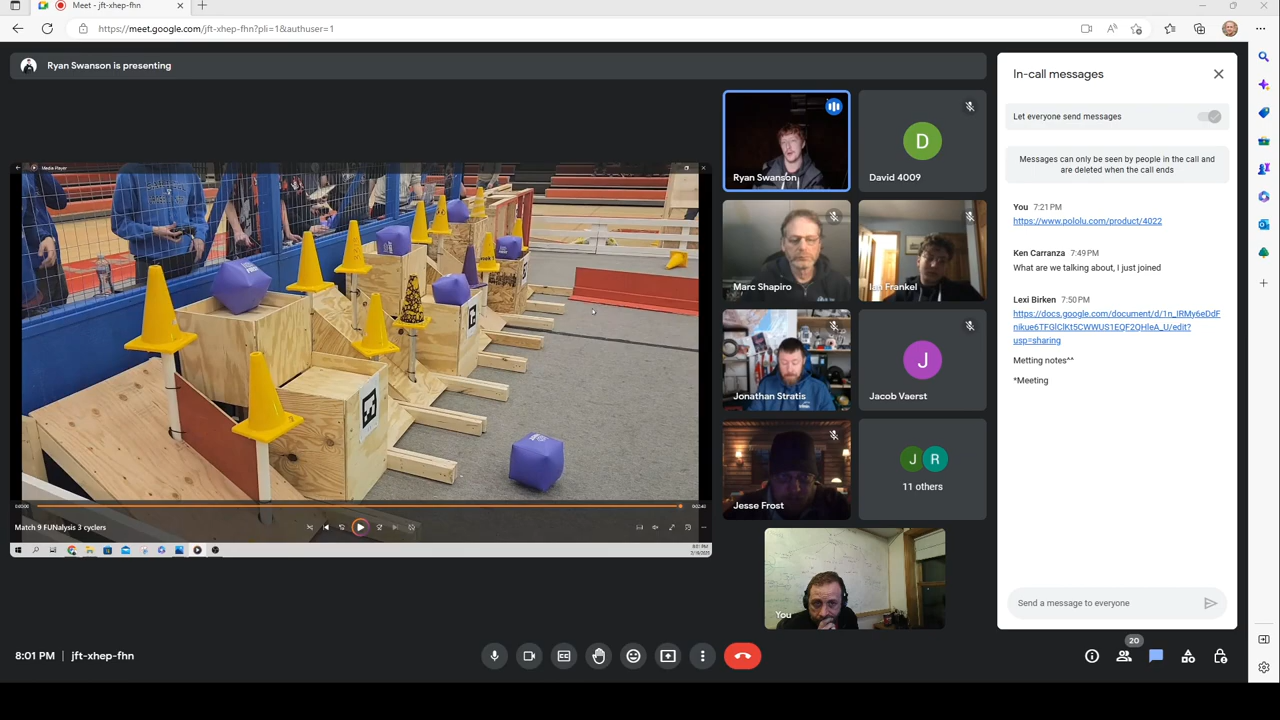 Meet - jft-xhep-fhn
https://meet.google.com/jft-xhep-fhn?pli=1&authuser=1
Ryan Swanson is presenting
Media Player
Match 9 FUNalysis 3 cyclers
8:01 PM
Ryan Swanson
D
David 4009
Marc Shapiro
Ian Frankel
Jonathan Stratis
J
Jacob Vaerst
Jesse Frost
J R
11 others
You
In-call messages
Let everyone send messages
Messages can only be seen by people in the call and
are deleted when the call ends
You 7:21 PM
https://www.pololu.com/product/4022
Ken Carranza 7:49 PM
What are we talking about, I just joined
Lexi Birken 7:50 PM
https://docs.google.com/document/d/1n_IRMy6eDdF
nikue6TFGlClKt5CWWUS1EQF2QHleA_U/edit?
usp=sharing
Metting notes^^
*Meeting
Send a message to everyone
8:01 PM | jft-xhep-fhn
20